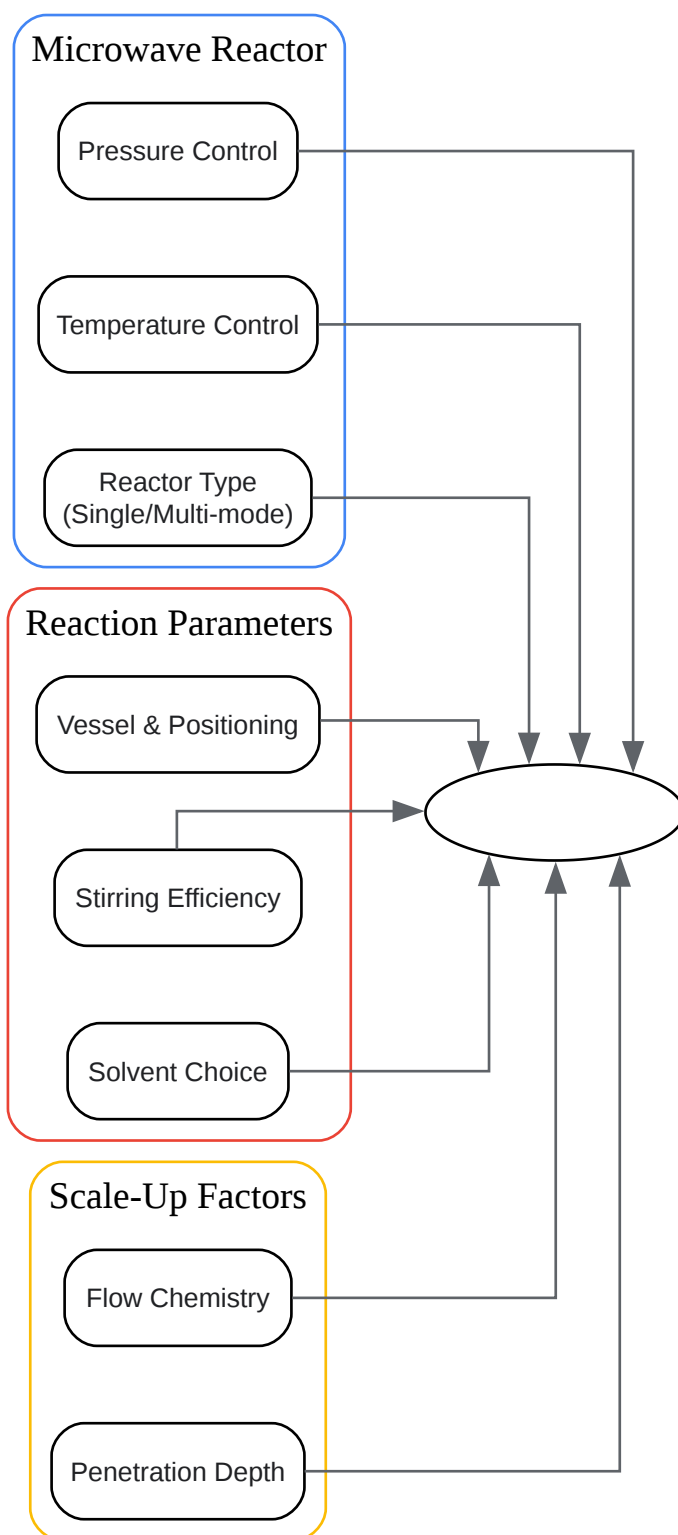 Microwave Reactor
Pressure Control
Temperature Control
Reactor Type
(Single/Multi-mode)
Reaction Parameters
Vessel & Positioning
Stirring Efficiency
Solvent Choice
Scale-Up Factors
Flow Chemistry
Penetration Depth